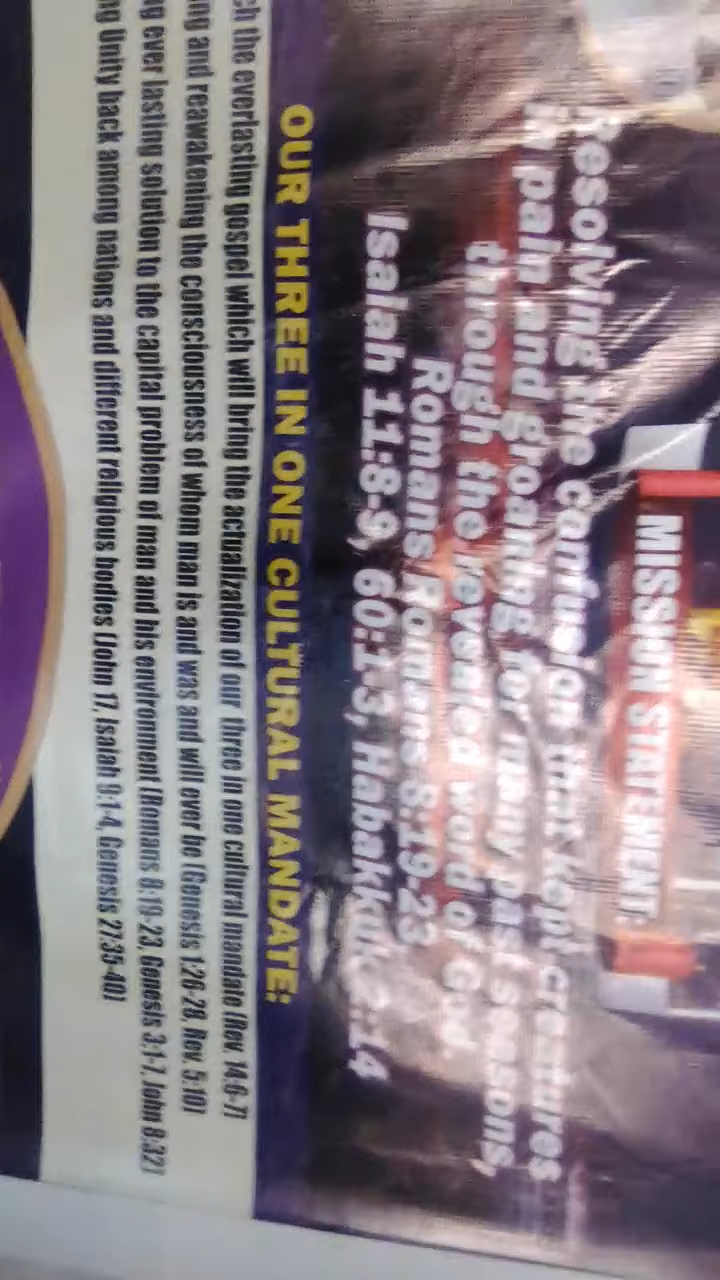 MISSION STATEMENT:
Resolving the confusion that kept creatures
in pain and groaning for many past seasons,
through the revealed word of God.
Romans Romans 8:19-23
Isaiah 11:8-9, 60:1-3, Habakkuk 2:14
OUR THREE IN ONE CULTURAL MANDATE:
ch the everlasting gospel which will bring the actualization of our three in one cultural mandate (Rev. 14:6-7)
ng and reawakening the consciousness of whom man is and was and will ever be (Genesis 1:26-28, Rev. 5:10)
ng ever lasting solution to the capital problem of man and his environment (Romans 8:19-23, Genesis 3:1-7, John 8:32)
ng Unity back among nations and different religious bodies (John 17, Isaiah 9:1-4, Genesis 27:35-40)